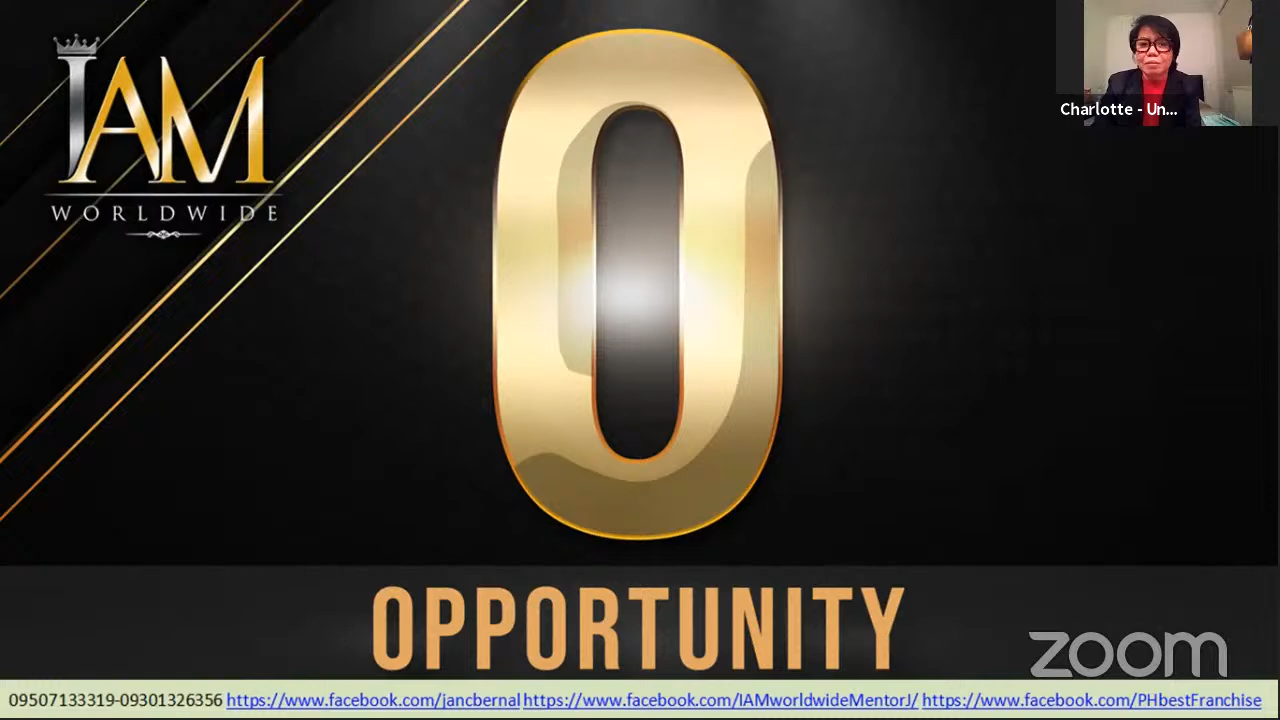 IAM
WORLDWIDE
Charlotte - Un...
O
OPPORTUNITY
zoom
09507133319-09301326356 https://www.facebook.com/jancbernal https://www.facebook.com/IAMworldwideMentorJ/ https://www.facebook.com/PHbestFranchise